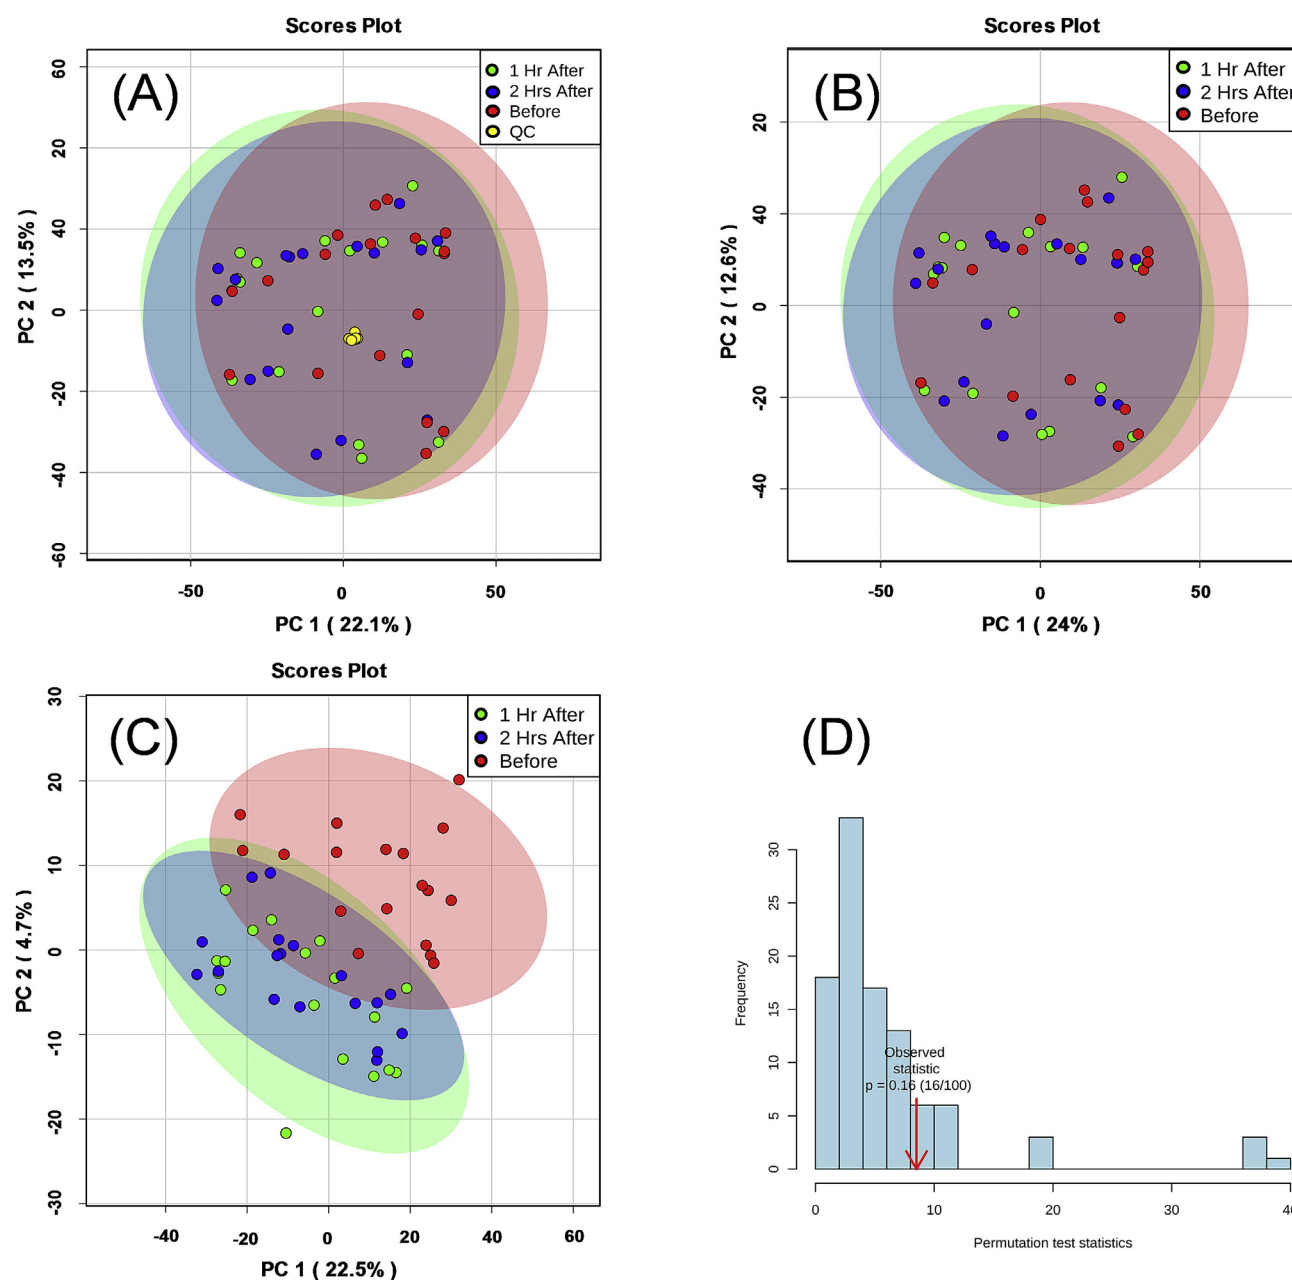 Scores Plot
(A)
1 Hr After
2 Hrs After
Before
QC
60
20
40
0
-20
-40
-60
PC 2 ( 13.5%)
-50
0
50
PC 1 ( 22.1% )
Scores Plot
(B)
1 Hr After
2 Hrs After
Before
20
40
0
-20
-40
PC 2 ( 12.6%)
-50
0
50
PC 1 ( 24% )
Scores Plot
(C)
1 Hr After
2 Hrs After
Before
30
20
10
0
-10
-20
-30
PC 2 ( 4.7%)
-40
-20
0
20
40
60
PC 1 ( 22.5% )
(D)
30
25
20
15
10
5
0
Frequency
Observed
statistic
p = 0.16 (16/100)
0
10
20
30
40
Permutation test statistics